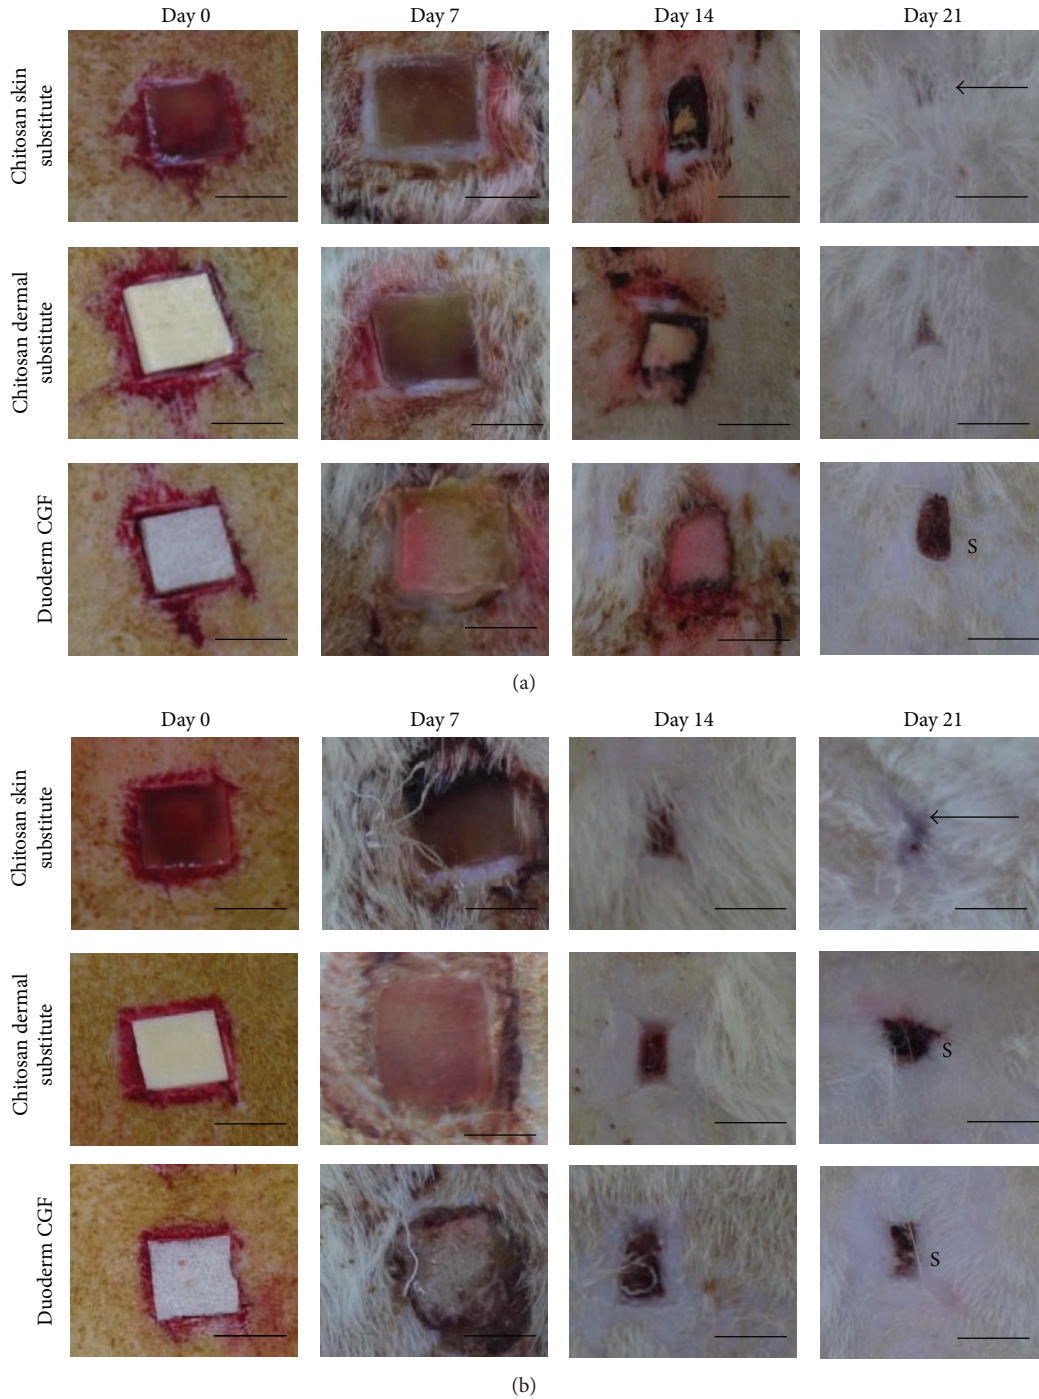 Day 0 Day 7 Day 14 Day 21
Chitosan skin
substitute
Chitosan dermal
substitute
Duoderm CGF
S
(a)
Day 0 Day 7 Day 14 Day 21
Chitosan skin
substitute
Chitosan dermal
substitute
S
Duoderm CGF
S
(b)